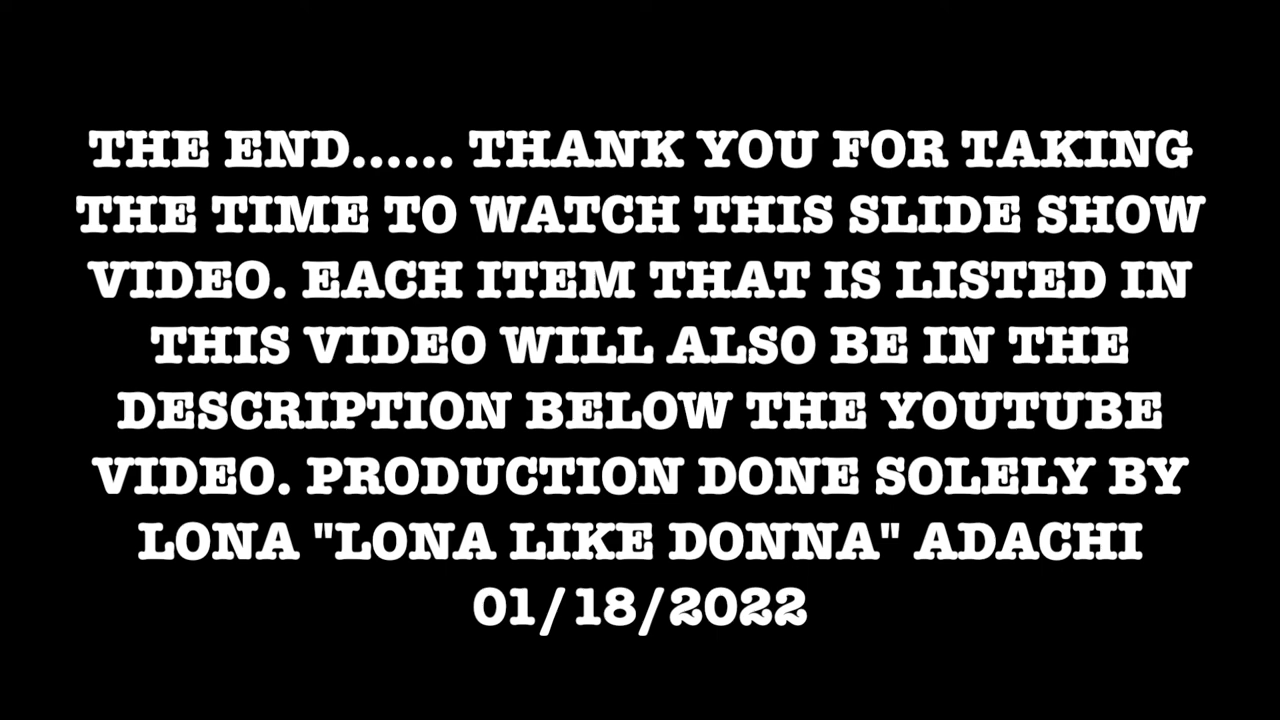 THE END...... THANK YOU FOR TAKING
THE TIME TO WATCH THIS SLIDE SHOW
VIDEO. EACH ITEM THAT IS LISTED IN
THIS VIDEO WILL ALSO BE IN THE
DESCRIPTION BELOW THE YOUTUBE
VIDEO. PRODUCTION DONE SOLELY BY
LONA "LONA LIKE DONNA" ADACHI
01/18/2022